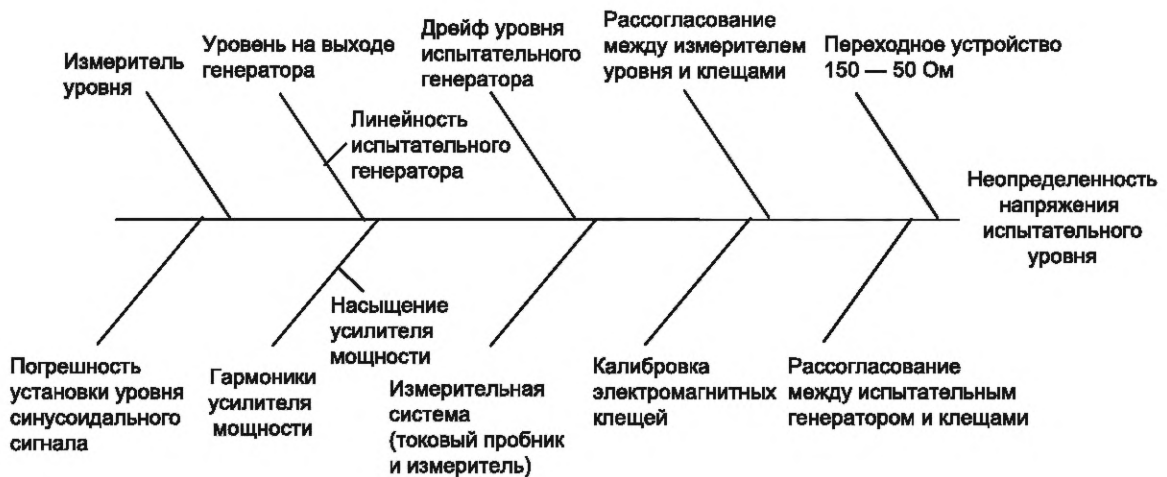 Измеритель
уровня
Уровень на выходе
генератора
Линейность
испытательного
генератора
Дрейф уровня
испытательного
генератора
Рассогласование
между измерителем
уровня и клещами
Переходное устройство
150 — 50 Ом
Неопределенность
напряжения
испытательного
уровня
Погрешность
установки уровня
синусоидального
сигнала
Гармоники
усилителя
мощности
Насыщение
усилителя
мощности
Измерительная
система
(токовый пробник
и измеритель)
Калибровка
электромагнитных
клещей
Рассогласование
между испытательным
генератором и клещами